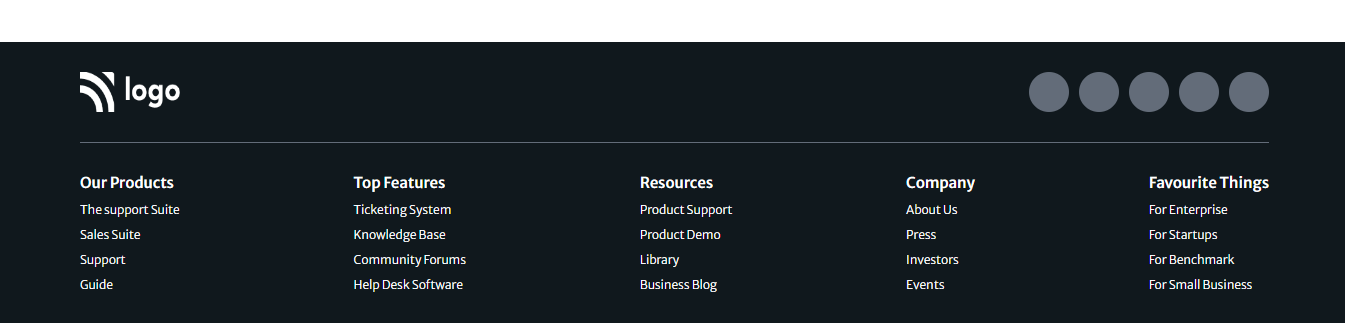 logo
Our Products
The support Suite
Sales Suite
Support
Guide
Top Features
Ticketing System
Knowledge Base
Community Forums
Help Desk Software
Resources
Product Support
Product Demo
Library
Business Blog
Company
About Us
Press
Investors
Events
Favourite Things
For Enterprise
For Startups
For Benchmark
For Small Business